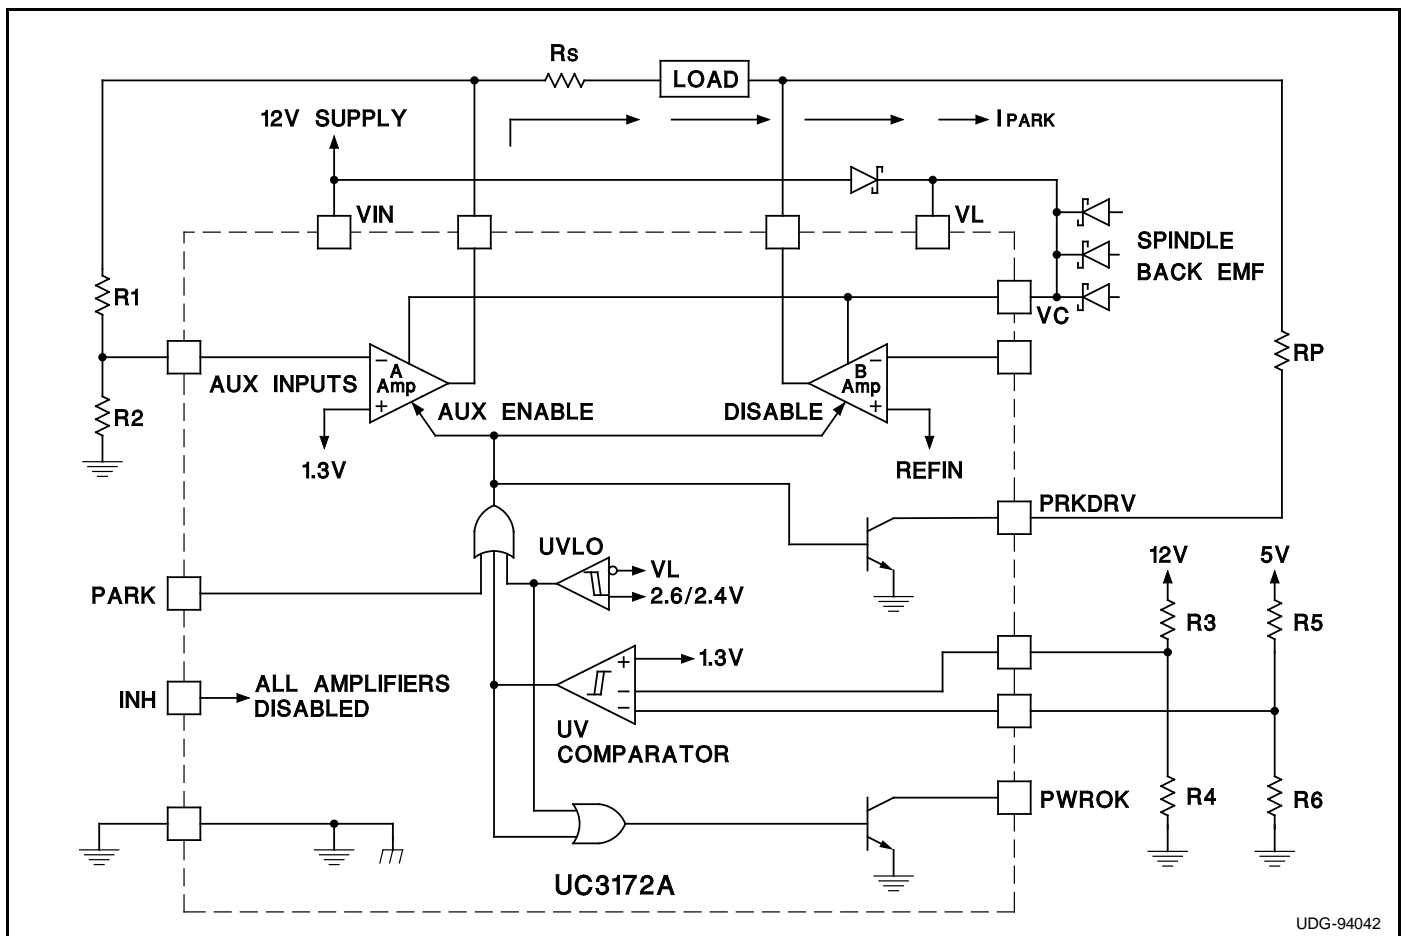 Rs
LOAD
12V SUPPLY
IPARK
VIN
VL
SPINDLE
BACK EMF
R1
VC
RP
−
A
Amp
+
−
B
Amp
+
AUX INPUTS
R2
AUX ENABLE
DISABLE
1.3V
REFIN
PRKDRV
UVLO
VL
2.6/2.4V
12V
5V
PARK
R3
R5
+
1.3V
−
−
INH
ALL AMPLIFIERS
DISABLED
UV
COMPARATOR
PWROK
R4
R6
UC3172A
UDG-94042